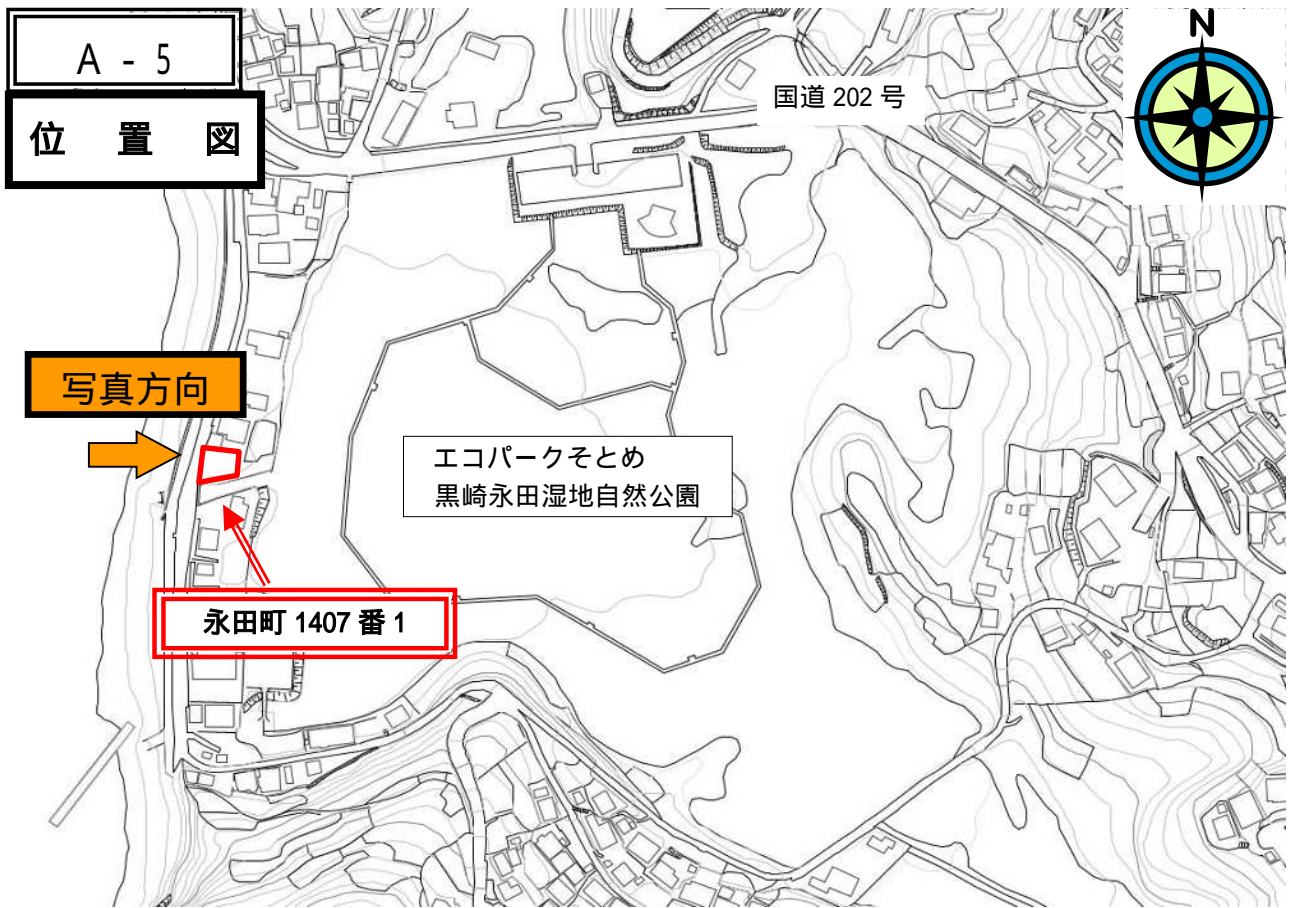 A - 5
位 置 図
国道 202 号
N
写真方向
エコパークそとめ
黒崎永田湿地自然公園
永田町 1407 番 1